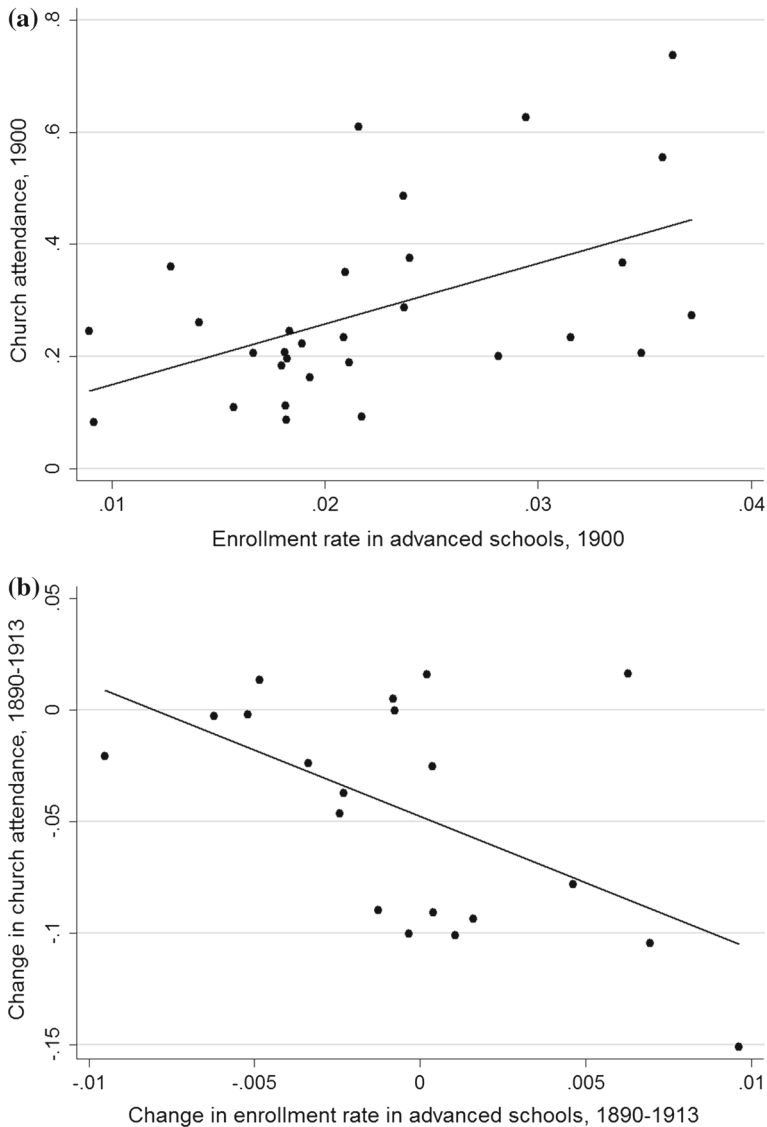 (a)
Church attendance, 1900
.8
.6
.4
.2
0
.01 .02 .03 .04
Enrollment rate in advanced schools, 1900
(b)
Change in church attendance, 1890-1913
.05
0
-.05
-.1
-.15
-.01 -.005 0 .005 .01
Change in enrollment rate in advanced schools, 1890-1913